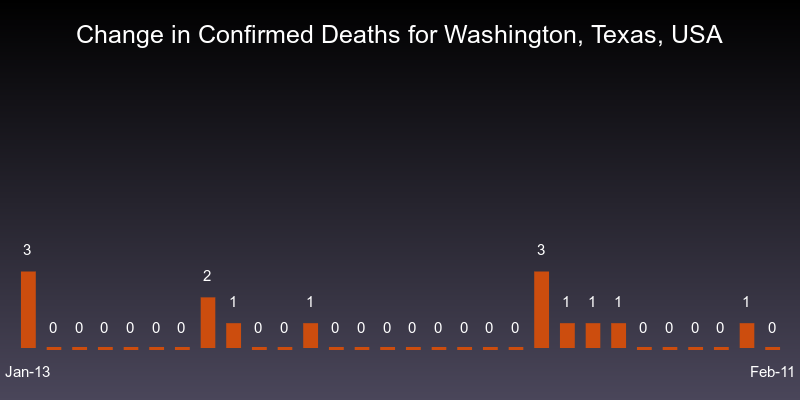 Change in Confirmed Deaths for Washington, Texas, USA
3 0 0 0 0 0 0 2 1 0 0 1 0 0 0 0 0 0 0 0 3 1 1 1 0 0 0 0 1 0
Jan-13 Feb-11